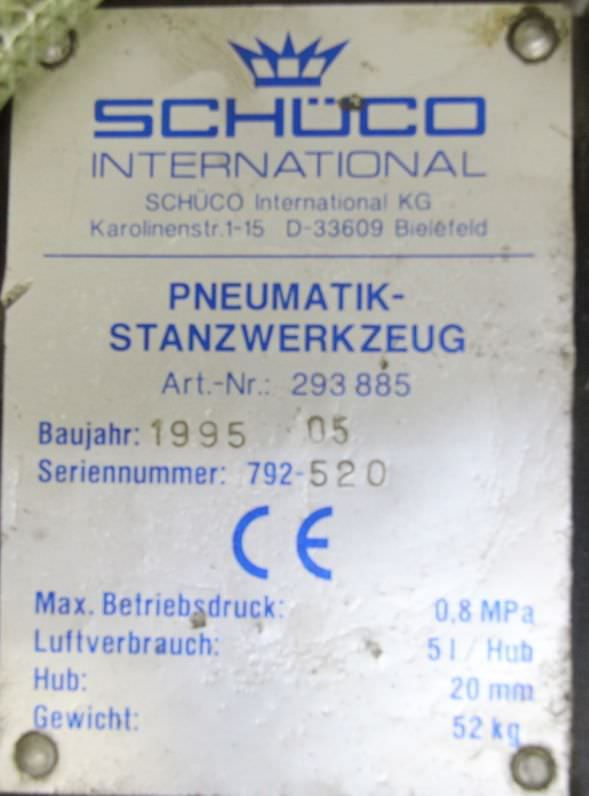 SCHÜCO
INTERNATIONAL
SCHÜCO International KG
Karolinenstr.1-15 D-33609 Bielefeld
PNEUMATIK-
STANZWERKZEUG
Art.-Nr.: 293 885
Baujahr: 1995 05
Seriennummer: 792-520
CE
Max. Betriebsdruck: 0,8 MPa
Luftverbrauch: 5 l / Hub
Hub: 20 mm
Gewicht: 52 kg